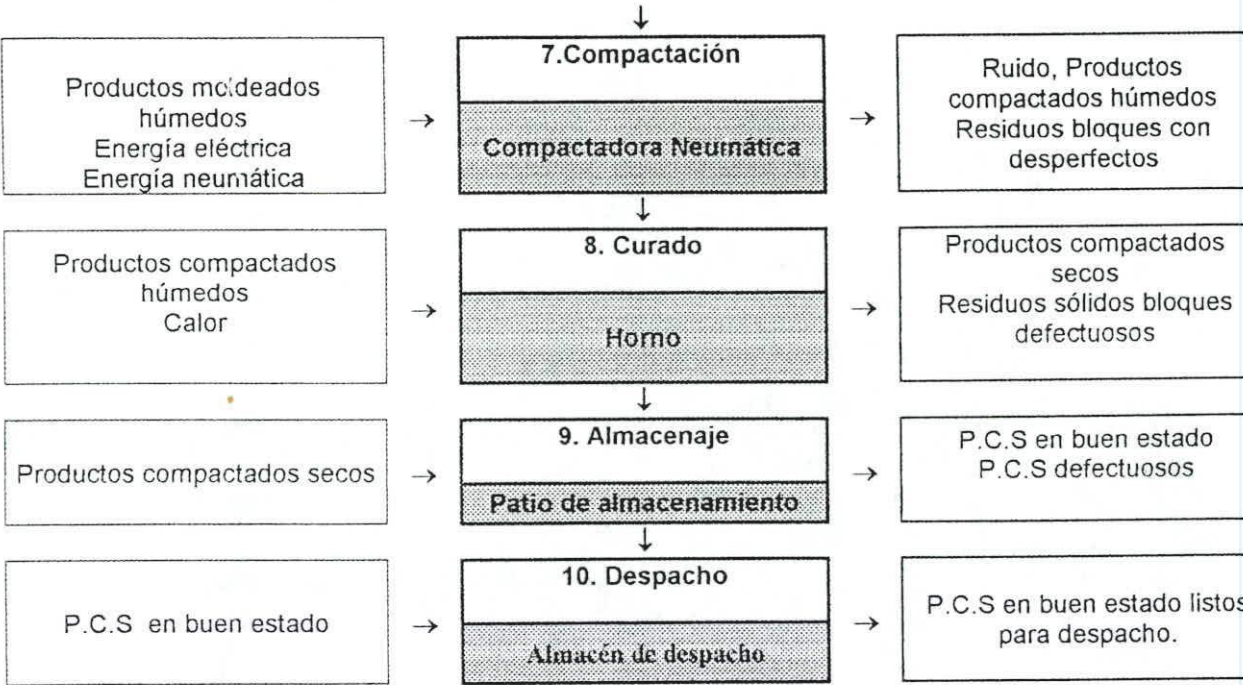 ↓
Productos moldeados
húmedos
Energía eléctrica
Energía neumática
→
7.Compactación
Compactadora Neumática
→
Ruido, Productos
compactados húmedos
Residuos bloques con
desperfectos
↓
Productos compactados
húmedos
Calor
→
8. Curado
Horno
→
Productos compactados
secos
Residuos sólidos bloques
defectuosos
↓
Productos compactados secos
→
9. Almacenaje
Patio de almacenamiento
→
P.C.S en buen estado
P.C.S defectuosos
↓
P.C.S en buen estado
→
10. Despacho
Almacén de despacho
→
P.C.S en buen estado listos
para despacho.